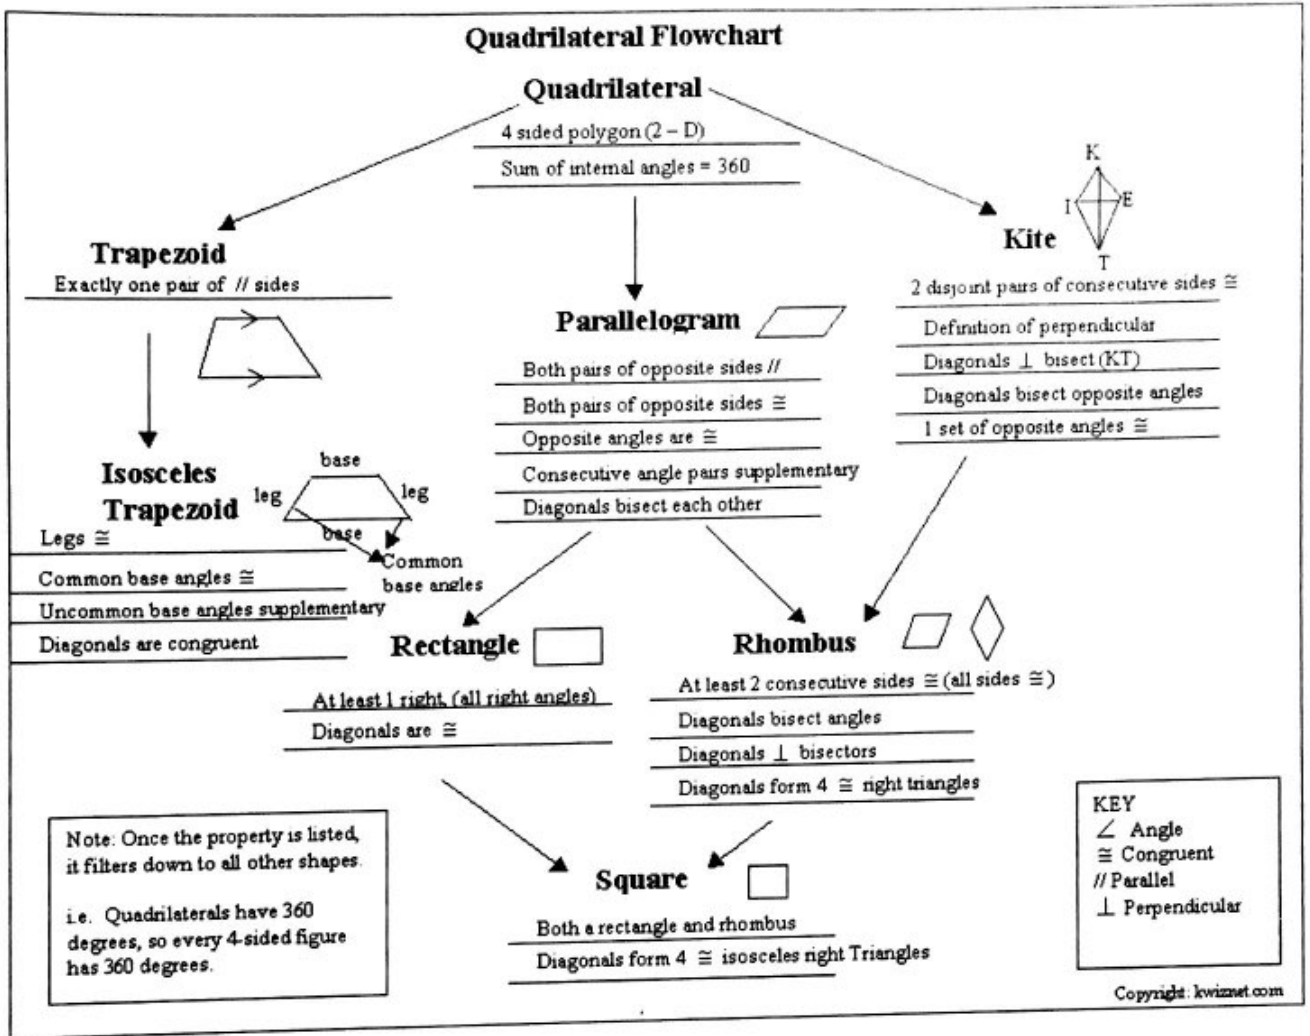 Quadrilateral Flowchart
Quadrilateral
4 sided polygon (2 – D)
Sum of internal angles = 360
Trapezoid
Exactly one pair of // sides
Isosceles
Trapezoid
base
leg
leg
base
Common
base angles
Legs ≅
Common base angles ≅
Uncommon base angles supplementary
Diagonals are congruent
Parallelogram
Both pairs of opposite sides //
Both pairs of opposite sides ≅
Opposite angles are ≅
Consecutive angle pairs supplementary
Diagonals bisect each other
Kite
K
I
E
T
2 disjoint pairs of consecutive sides ≅
Definition of perpendicular
Diagonals ⊥ bisect (KT)
Diagonals bisect opposite angles
1 set of opposite angles ≅
Rectangle
At least 1 right, (all right angles)
Diagonals are ≅
Rhombus
At least 2 consecutive sides ≅ (all sides ≅)
Diagonals bisect angles
Diagonals ⊥ bisectors
Diagonals form 4 ≅ right triangles
Square
Both a rectangle and rhombus
Diagonals form 4 ≅ isosceles right Triangles
Note: Once the property is listed,
it filters down to all other shapes.
i.e. Quadrilaterals have 360
degrees, so every 4-sided figure
has 360 degrees.
KEY
∠ Angle
≅ Congruent
// Parallel
⊥ Perpendicular
Copyright: kwiznet.com